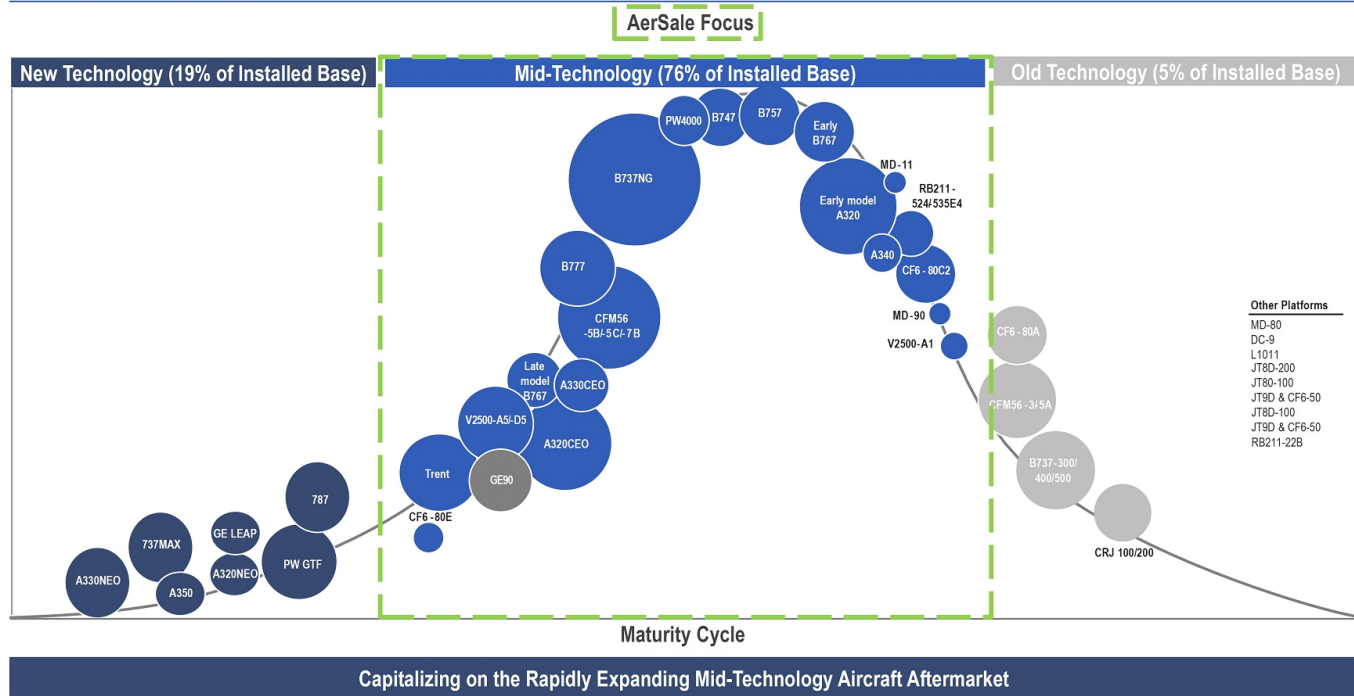 AerSale Focus
New Technology (19% of Installed Base)
Mid-Technology (76% of Installed Base)
Old Technology (5% of Installed Base)
PW4000
B747
B757
Early
B767
MD-11
B737NG
RB211-
524/535E4
Early model
A320
A340
B777
CF6-80C2
CFM56
-5B/-5C/-7B
MD-90
V2500-A1
CF6-80A
Late
model
B767
A330CEO
CFM56-3/5A
V2500-A5/-D5
A320CEO
Trent
GE90
B737-300/
400/500
CF6-80E
787
737MAX
GE LEAP
PW GTF
A330NEO
A350
A320NEO
CRJ 100/200
Other Platforms
MD-80
DC-9
L1011
JT8D-200
JT80-100
JT9D & CF6-50
JT8D-100
JT9D & CF6-50
RB211-22B
Maturity Cycle
Capitalizing on the Rapidly Expanding Mid-Technology Aircraft Aftermarket